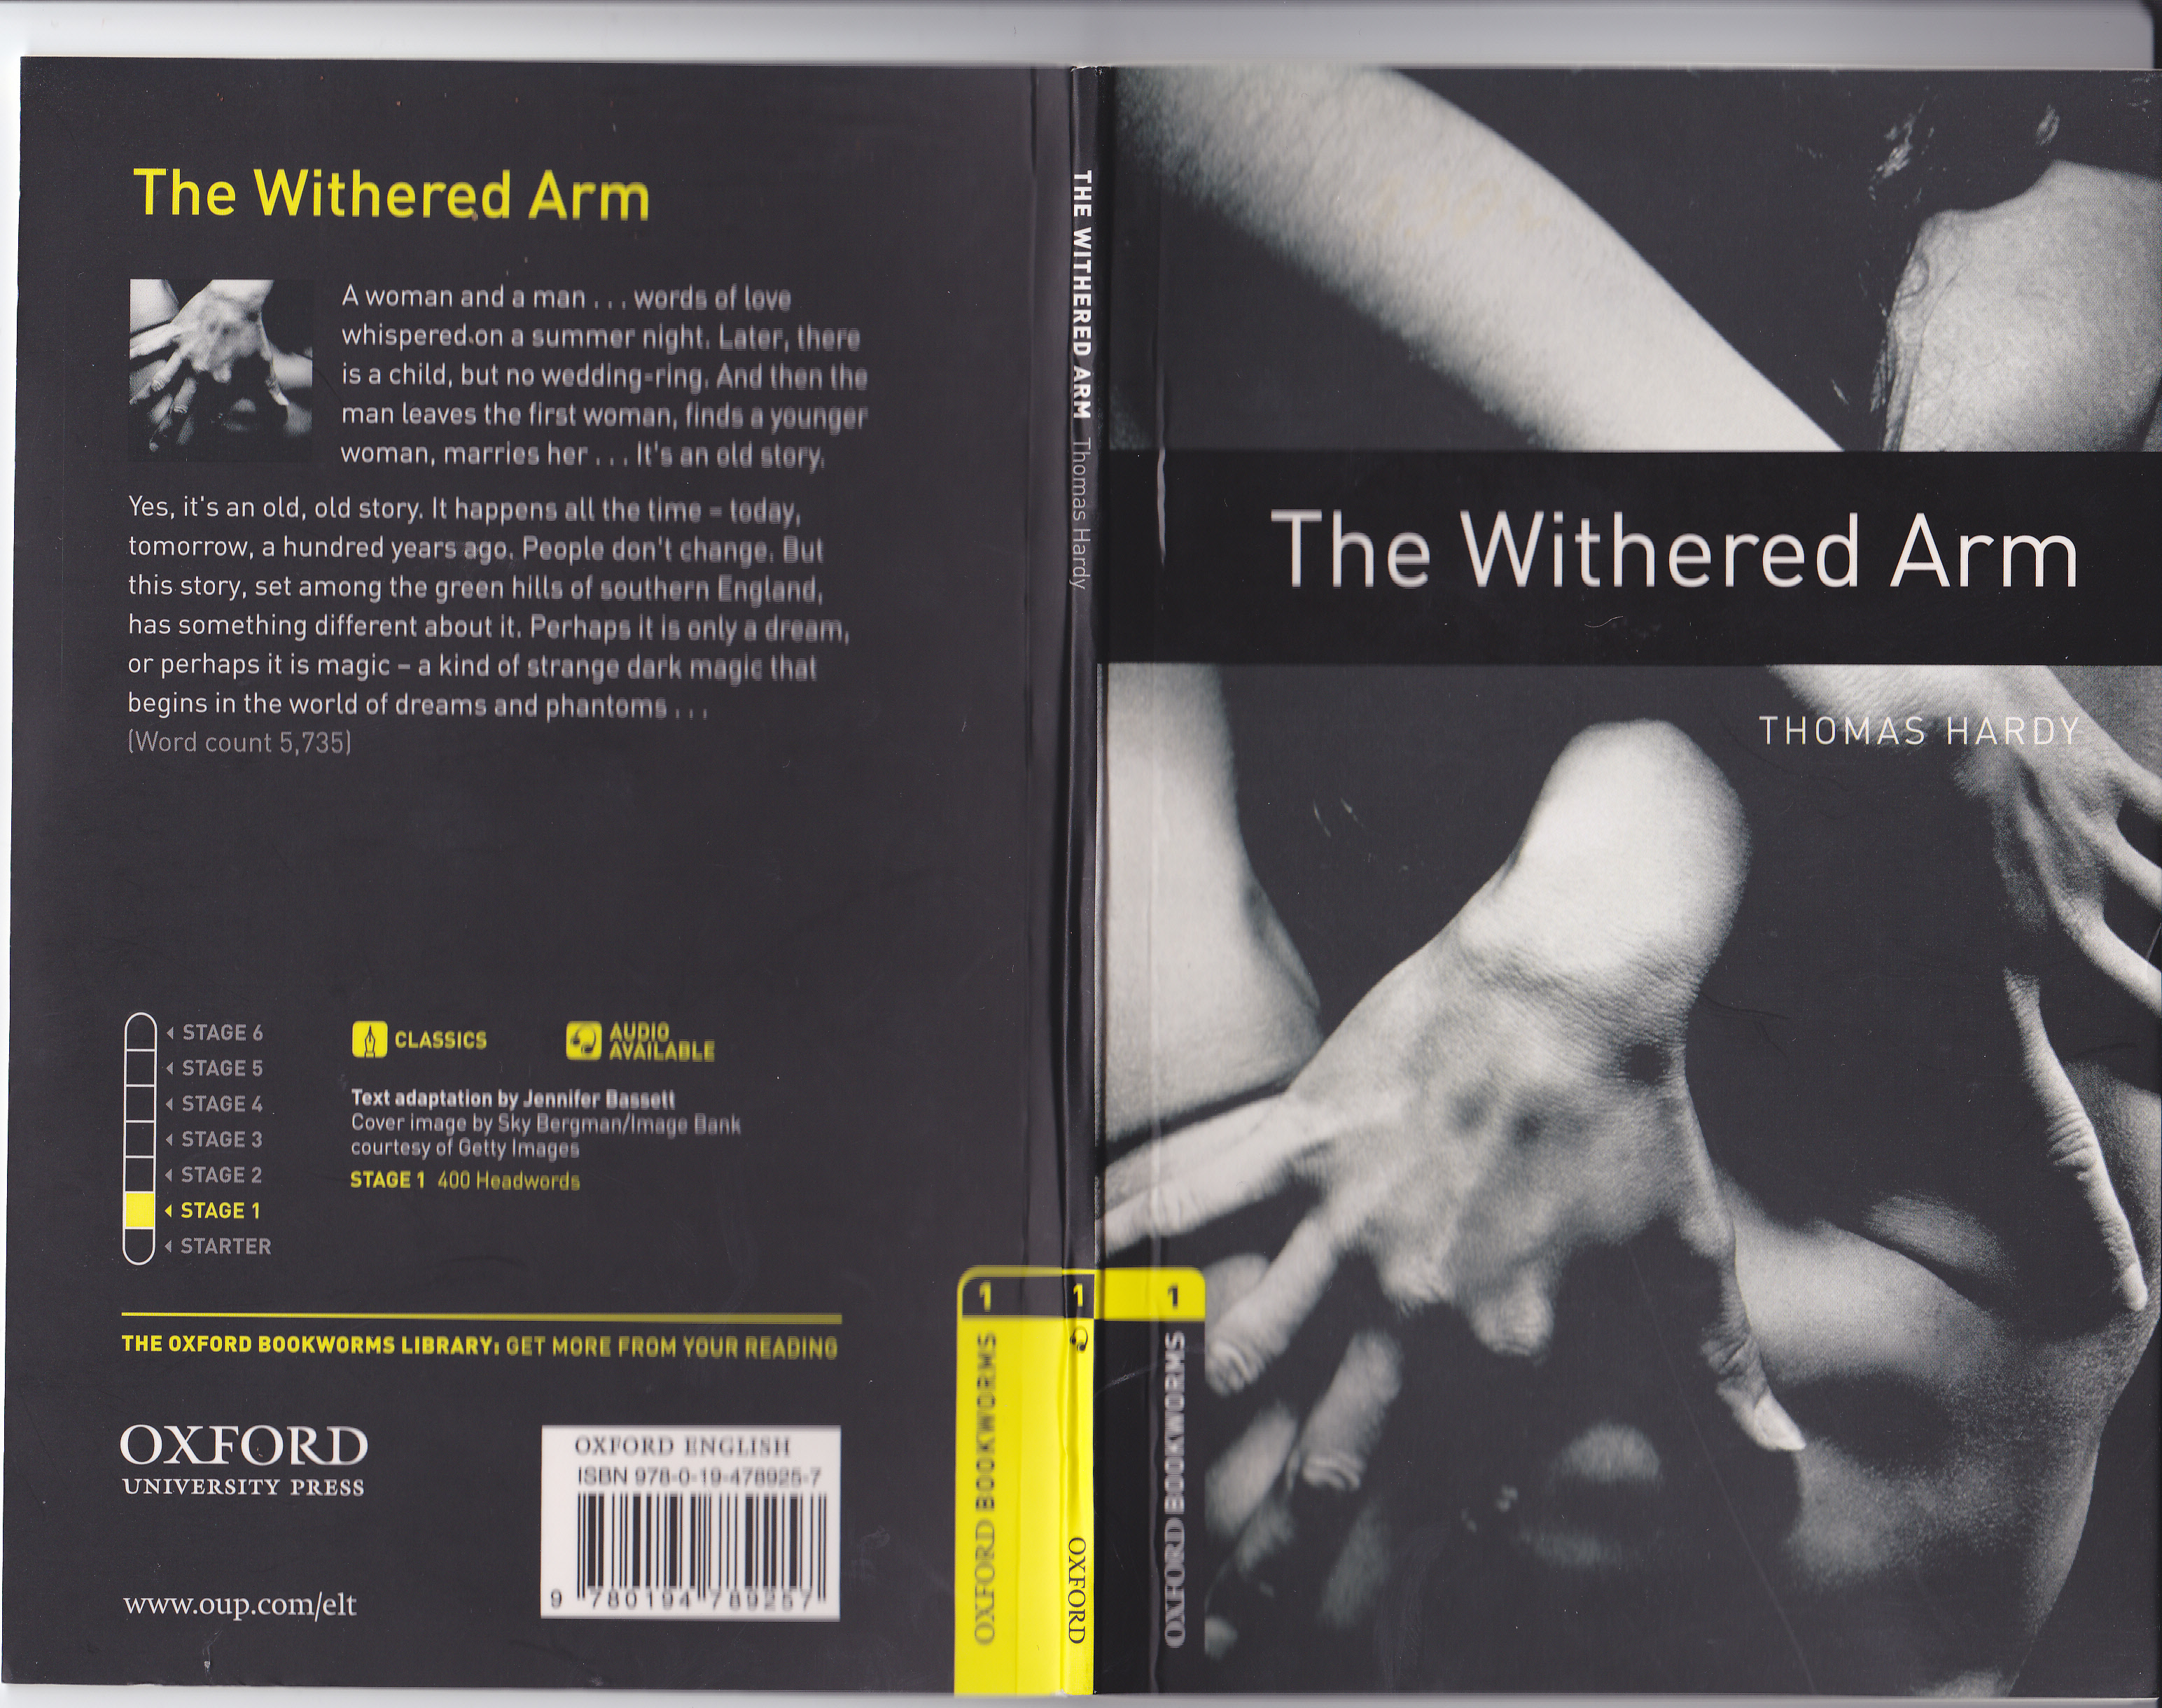 The Withered Arm
A woman and a man . . . words of love
whispered on a summer night. Later, there
is a child, but no wedding-ring. And then the
man leaves the first woman, finds a younger
woman, marries her . . . It's an old story.
Yes, it's an old, old story. It happens all the time – today,
tomorrow, a hundred years ago. People don't change. But
this story, set among the green hills of southern England,
has something different about it. Perhaps it is only a dream,
or perhaps it is magic – a kind of strange dark magic that
begins in the world of dreams and phantoms . . .
(Word count 5,735)
STAGE 6
STAGE 5
STAGE 4
STAGE 3
STAGE 2
STAGE 1
STARTER
CLASSICS
AUDIO
AVAILABLE
Text adaptation by Jennifer Bassett
Cover image by Sky Bergman/Image Bank
courtesy of Getty Images
STAGE 1 400 Headwords
THE OXFORD BOOKWORMS LIBRARY: GET MORE FROM YOUR READING
OXFORD
UNIVERSITY PRESS
www.oup.com/elt
OXFORD ENGLISH
ISBN 978-0-19-478925-7
9 780194 789257
1
OXFORD BOOKWORMS
THE WITHERED ARM Thomas Hardy
1
OXFORD
1
OXFORD BOOKWORMS
The Withered Arm
THOMAS HARDY